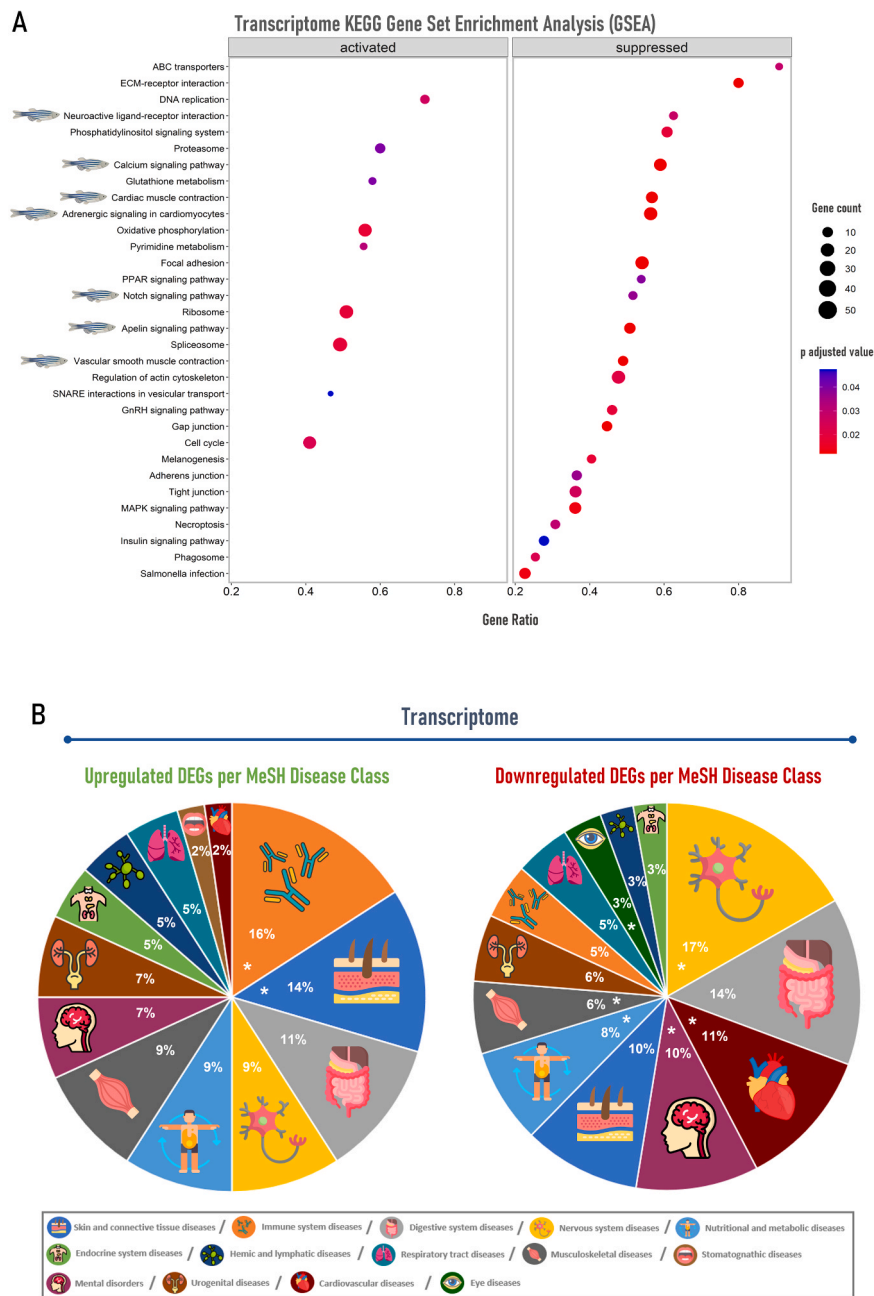 A
Transcriptome KEGG Gene Set Enrichment Analysis (GSEA)
activated
suppressed
ABC transporters
ECM-receptor interaction
DNA replication
Neuroactive ligand-receptor interaction
Phosphatidylinositol signaling system
Proteasome
Calcium signaling pathway
Glutathione metabolism
Cardiac muscle contraction
Adrenergic signaling in cardiomyocytes
Oxidative phosphorylation
Pyrimidine metabolism
Focal adhesion
PPAR signaling pathway
Notch signaling pathway
Ribosome
Apelin signaling pathway
Spliceosome
Vascular smooth muscle contraction
Regulation of actin cytoskeleton
SNARE interactions in vesicular transport
GnRH signaling pathway
Gap junction
Cell cycle
Melanogenesis
Adherens junction
Tight junction
MAPK signaling pathway
Necroptosis
Insulin signaling pathway
Phagosome
Salmonella infection
0.2 0.4 0.6 0.8 0.2 0.4 0.6 0.8
Gene Ratio
Gene count
10
20
30
40
50
p adjusted value
0.04
0.02
B
Transcriptome
Upregulated DEGs per MeSH Disease Class
16%
*
14%
*
11%
9%
9%
9%
7%
7%
5%
5%
5%
2%
2%
Downregulated DEGs per MeSH Disease Class
17%
*
14%
11%
*
10%
*
10%
8%
*
6%
*
6%
5%
5%
3%
*
3%
3%
Skin and connective tissue diseases / Immune system diseases / Digestive system diseases / Nervous system diseases / Nutritional and metabolic diseases
Endocrine system diseases / Hemic and lymphatic diseases / Respiratory tract diseases / Musculoskeletal diseases / Stomatognathic diseases
Mental disorders / Urogenital diseases / Cardiovascular diseases / Eye diseases